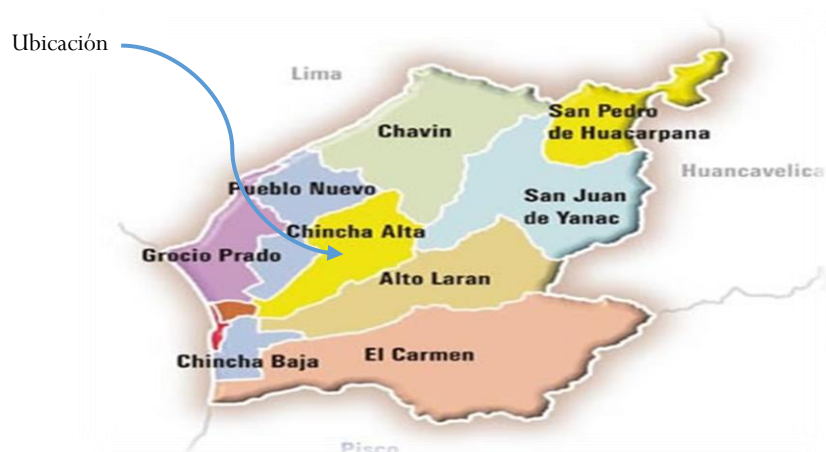 Ubicación
Lima
Chavin
San Pedro
de Huacarpana
Huancavelica
Pueblo Nuevo
San Juan
de Yanac
Chincha Alta
Grocio Prado
Alto Laran
Chincha Baja
El Carmen
Pisco